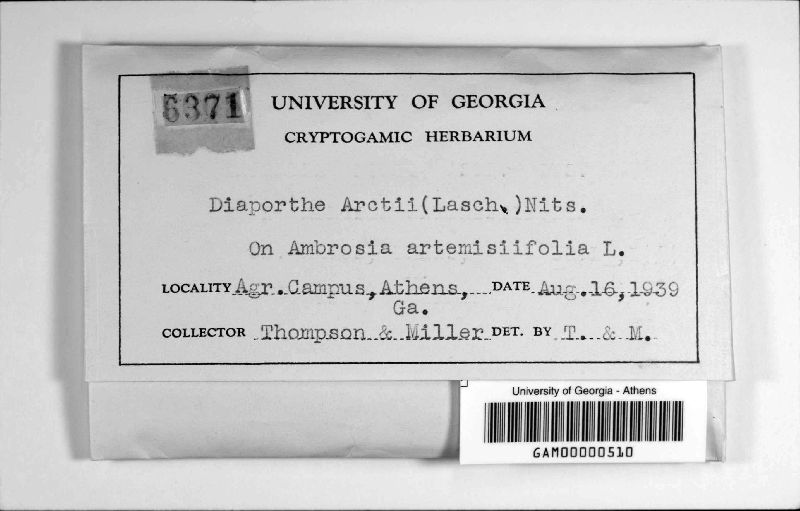 6371
UNIVERSITY OF GEORGIA
CRYPTOGAMIC HERBARIUM
Diaporthe Arctii(Lasch.)Nits.
On Ambrosia artemisiifolia L.
LOCALITY Agr.Campus,Athens, DATE Aug.16,1939
Ga.
COLLECTOR Thompson & Miller DET. BY T. & M.
University of Georgia - Athens
GAM00000510